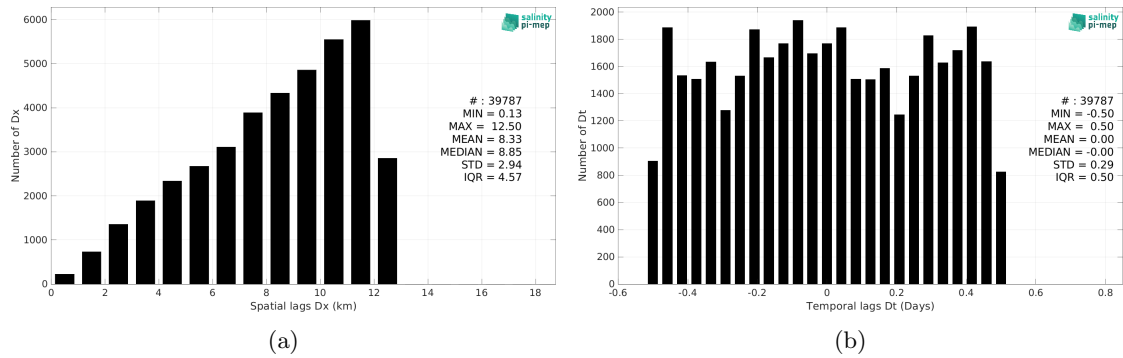 6000
5000
4000
3000
2000
1000
0
Number of Dx
0 2 4 6 8 10 12 14 16 18
Spatial lags Dx (km)
salinity
pi-mep
# : 39787
MIN = 0.13
MAX = 12.50
MEAN = 8.33
MEDIAN = 8.85
STD = 2.94
IQR = 4.57
(a)
2000
1800
1600
1400
1200
1000
800
600
400
200
0
Number of Dt
-0.6 -0.4 -0.2 0 0.2 0.4 0.6 0.8
Temporal lags Dt (Days)
salinity
pi-mep
# : 39787
MIN = -0.50
MAX = 0.50
MEAN = 0.00
MEDIAN = -0.00
STD = 0.29
IQR = 0.50
(b)